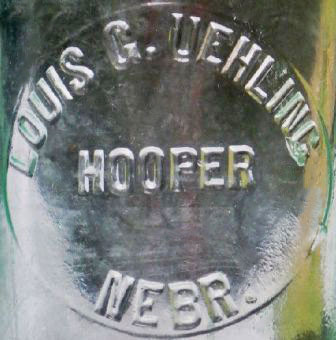 LOUIS G. UEHLING
HOOPER
NEBR.